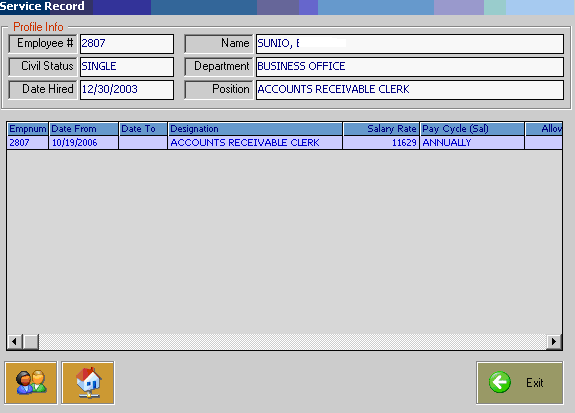 Service Record
Profile Info
Employee # 2807 Name SUNIO,
Civil Status SINGLE Department BUSINESS OFFICE
Date Hired 12/30/2003 Position ACCOUNTS RECEIVABLE CLERK
Empnum Date From Date To Designation Salary Rate Pay Cycle (Sal) Allov
2807 10/19/2006 ACCOUNTS RECEIVABLE CLERK 11629 ANNUALLY
Exit